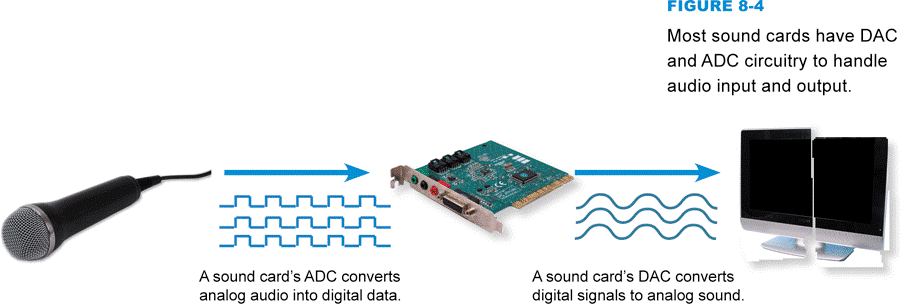 FIGURE 8-4
Most sound cards have DAC
and ADC circuitry to handle
audio input and output.
A sound card's ADC converts
analog audio into digital data.
A sound card's DAC converts
digital signals to analog sound.